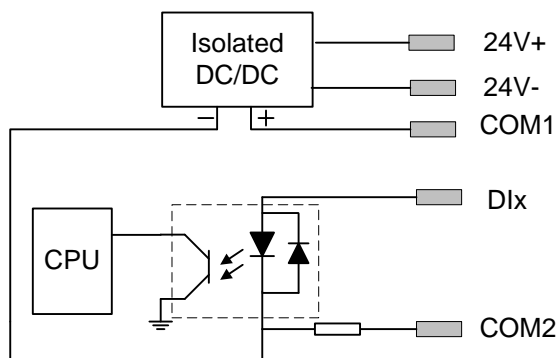 Isolated
DC/DC
24V+
24V-
− +
COM1
DIx
CPU
COM2